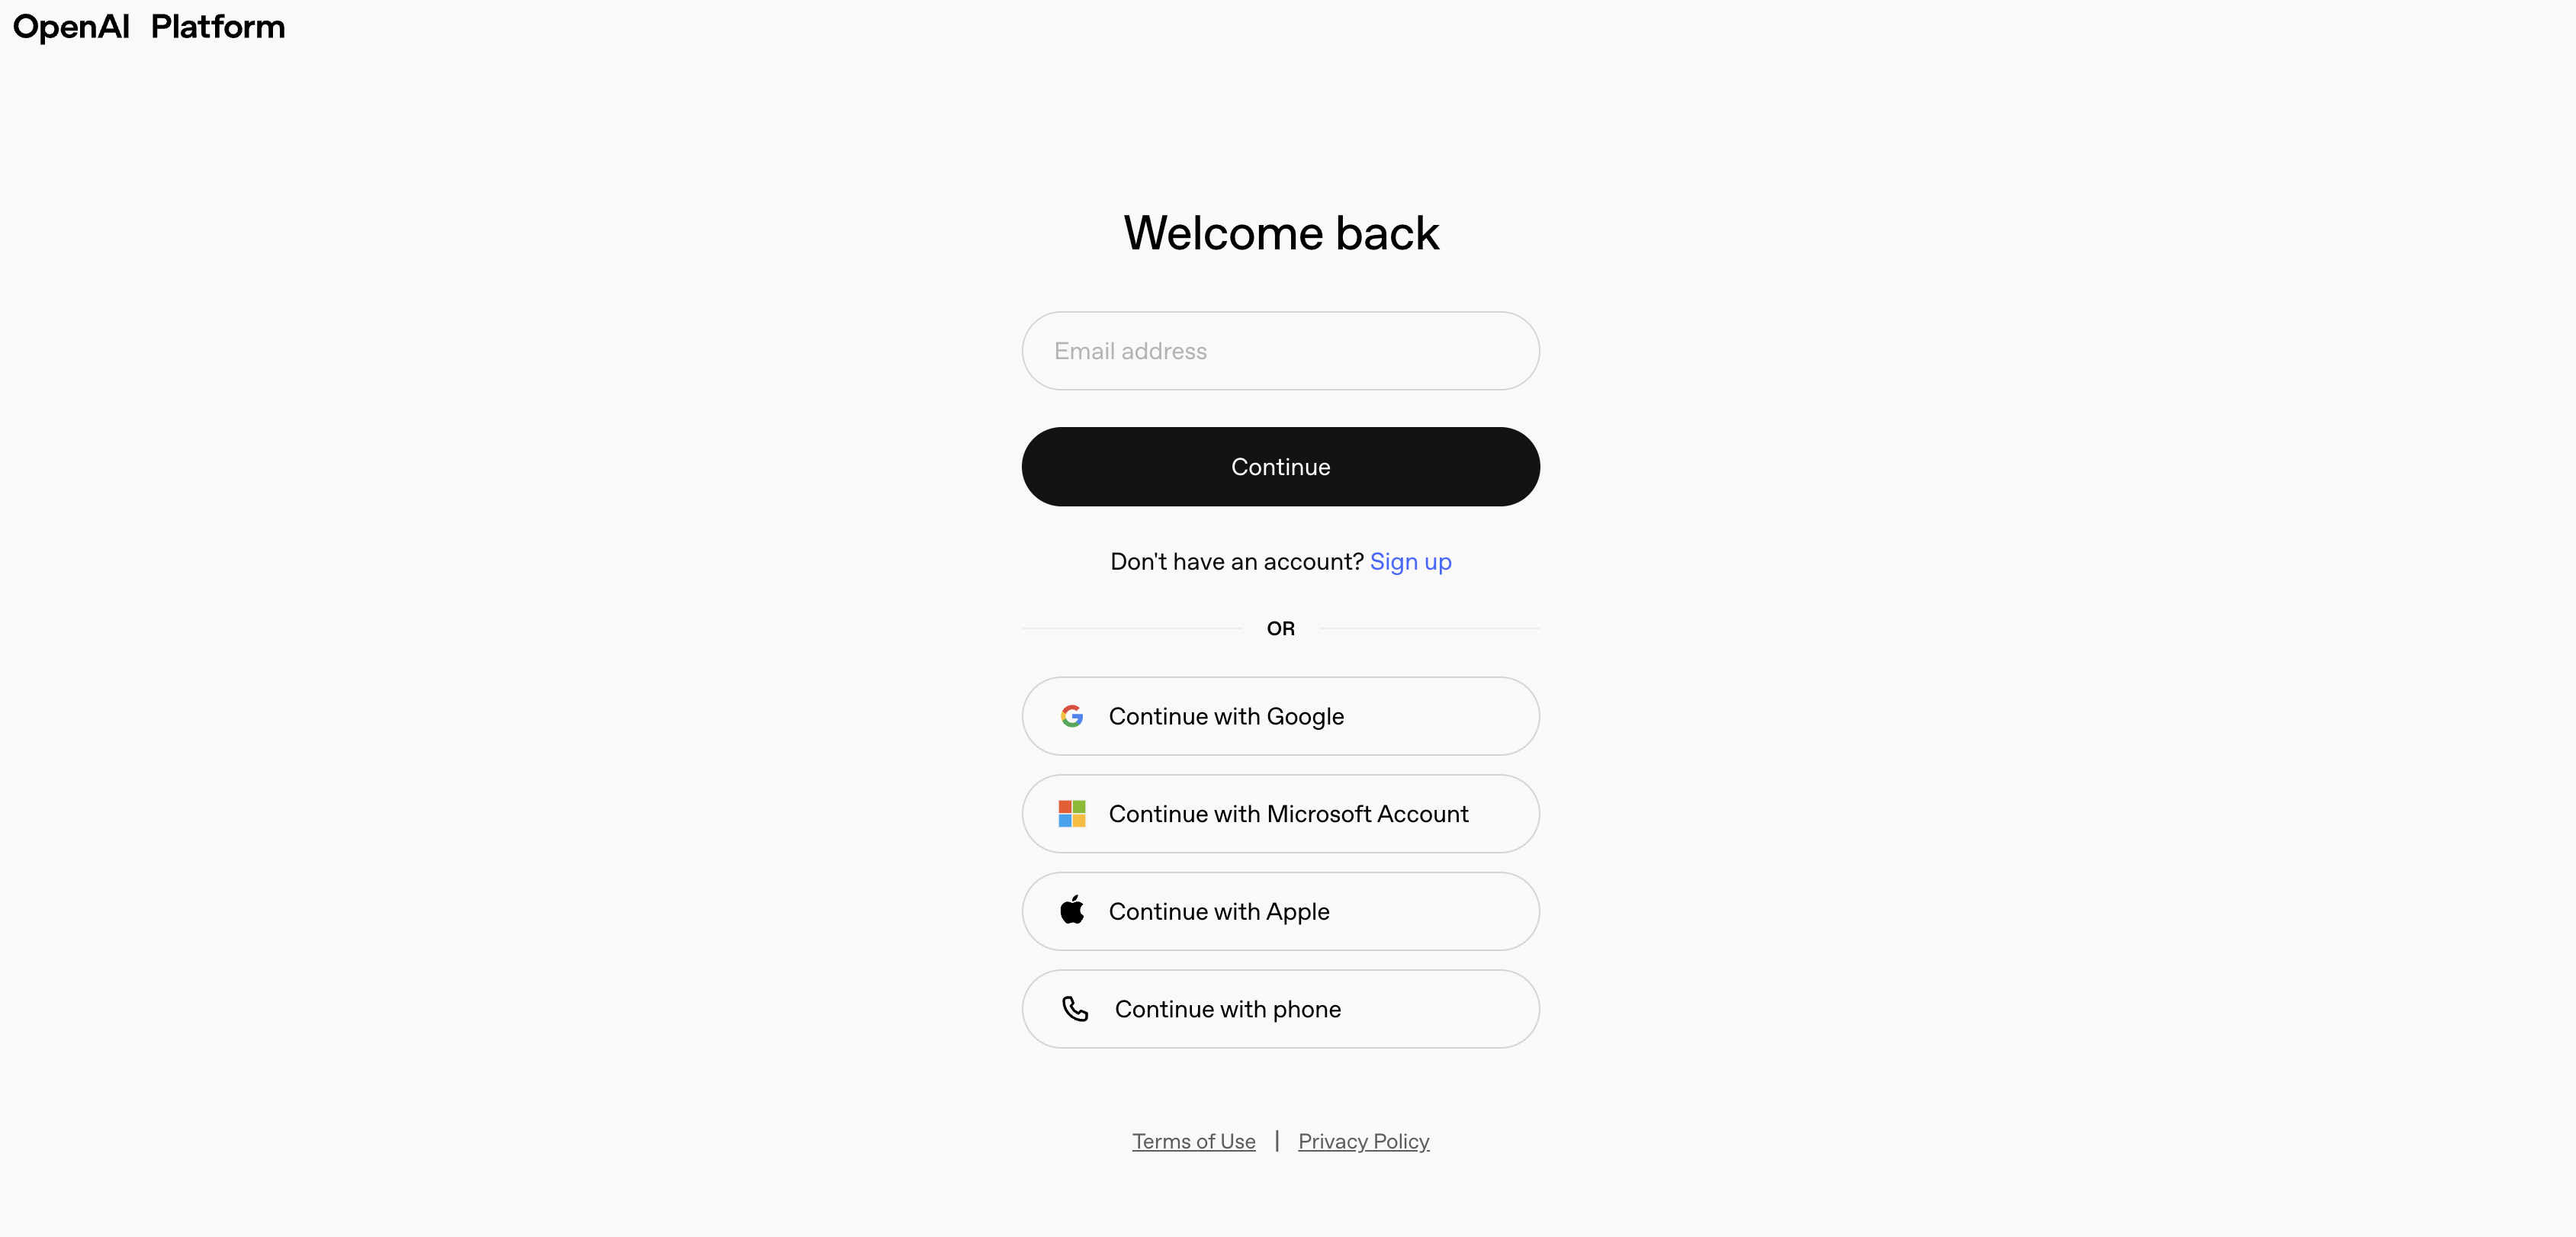 OpenAI Platform
Welcome back
Email address
Continue
Don't have an account? Sign up
OR
Continue with Google
Continue with Microsoft Account
Continue with Apple
Continue with phone
Terms of Use | Privacy Policy